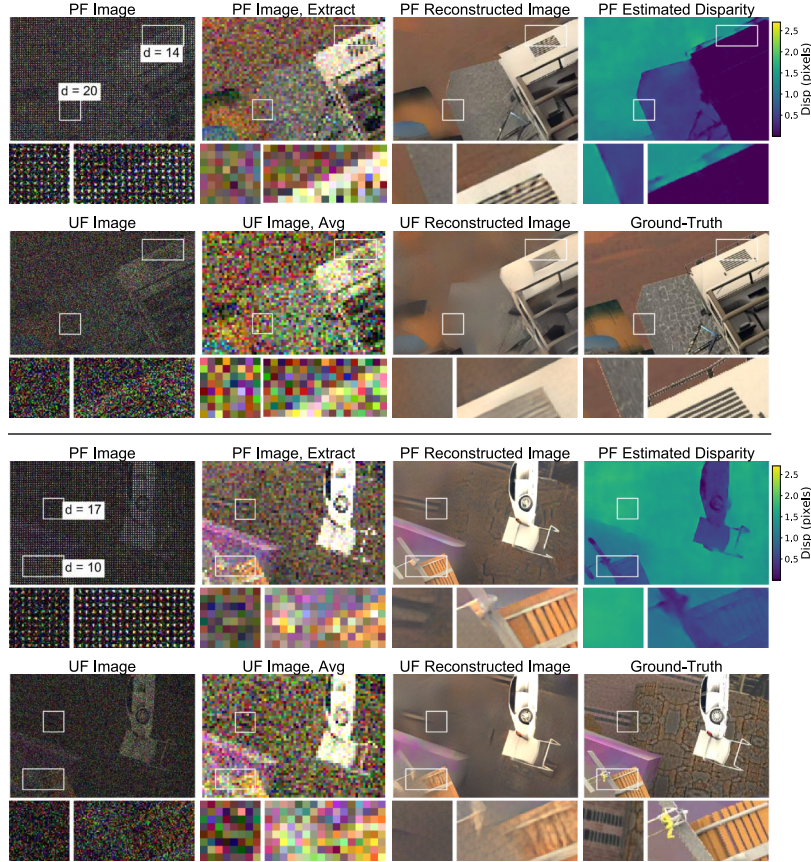 PF Image
PF Image, Extract
PF Reconstructed Image
PF Estimated Disparity
d = 14
d = 20
2.5
2.0
1.5
1.0
0.5
Disp (pixels)
UF Image
UF Image, Avg
UF Reconstructed Image
Ground-Truth
PF Image
PF Image, Extract
PF Reconstructed Image
PF Estimated Disparity
d = 17
d = 10
2.5
2.0
1.5
1.0
0.5
Disp (pixels)
UF Image
UF Image, Avg
UF Reconstructed Image
Ground-Truth